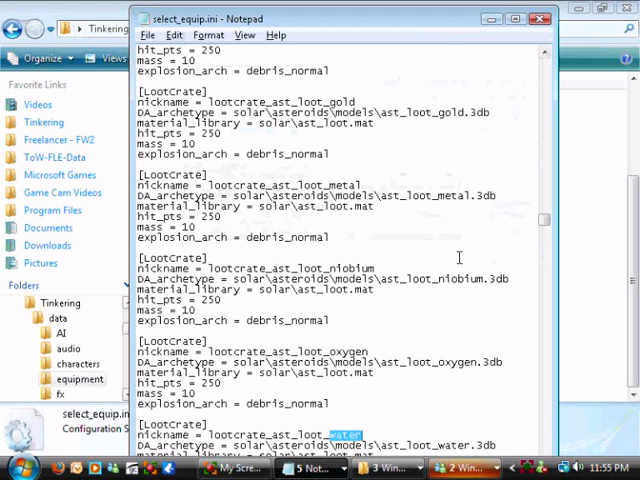 select_equip.ini - Notepad
Tinkering
File Edit Format View Help
Organize Views
Favorite Links
Videos
Tinkering
Freelancer - FW2
ToW-FLE-Data
Microsoft Games
Game Cam Videos
Program Files
Documents
Downloads
Pictures
Folders
Tinkering
data
AI
audio
characters
equipment
fx
select_equip.in
Configuration S
hit_pts = 250
mass = 10
explosion_arch = debris_normal
[LootCrate]
nickname = lootcrate_ast_loot_gold
DA_archetype = solar\asteroids\models\ast_loot_gold.3db
material_library = solar\ast_loot.mat
hit_pts = 250
mass = 10
explosion_arch = debris_normal
[LootCrate]
nickname = lootcrate_ast_loot_metal
DA_archetype = solar\asteroids\models\ast_loot_metal.3db
material_library = solar\ast_loot.mat
hit_pts = 250
mass = 10
explosion_arch = debris_normal
[LootCrate]
nickname = lootcrate_ast_loot_niobium
DA_archetype = solar\asteroids\models\ast_loot_niobium.3db
material_library = solar\ast_loot.mat
hit_pts = 250
mass = 10
explosion_arch = debris_normal
[LootCrate]
nickname = lootcrate_ast_loot_oxygen
DA_archetype = solar\asteroids\models\ast_loot_oxygen.3db
material_library = solar\ast_loot.mat
hit_pts = 250
mass = 10
explosion_arch = debris_normal
[LootCrate]
nickname = lootcrate_ast_loot_water
DA_archetype = solar\asteroids\models\ast_loot_water.3db
material_library = solar\ast_loot.mat
My Scre... 5 Not... 3 Win... 2 Win... 11:55 PM